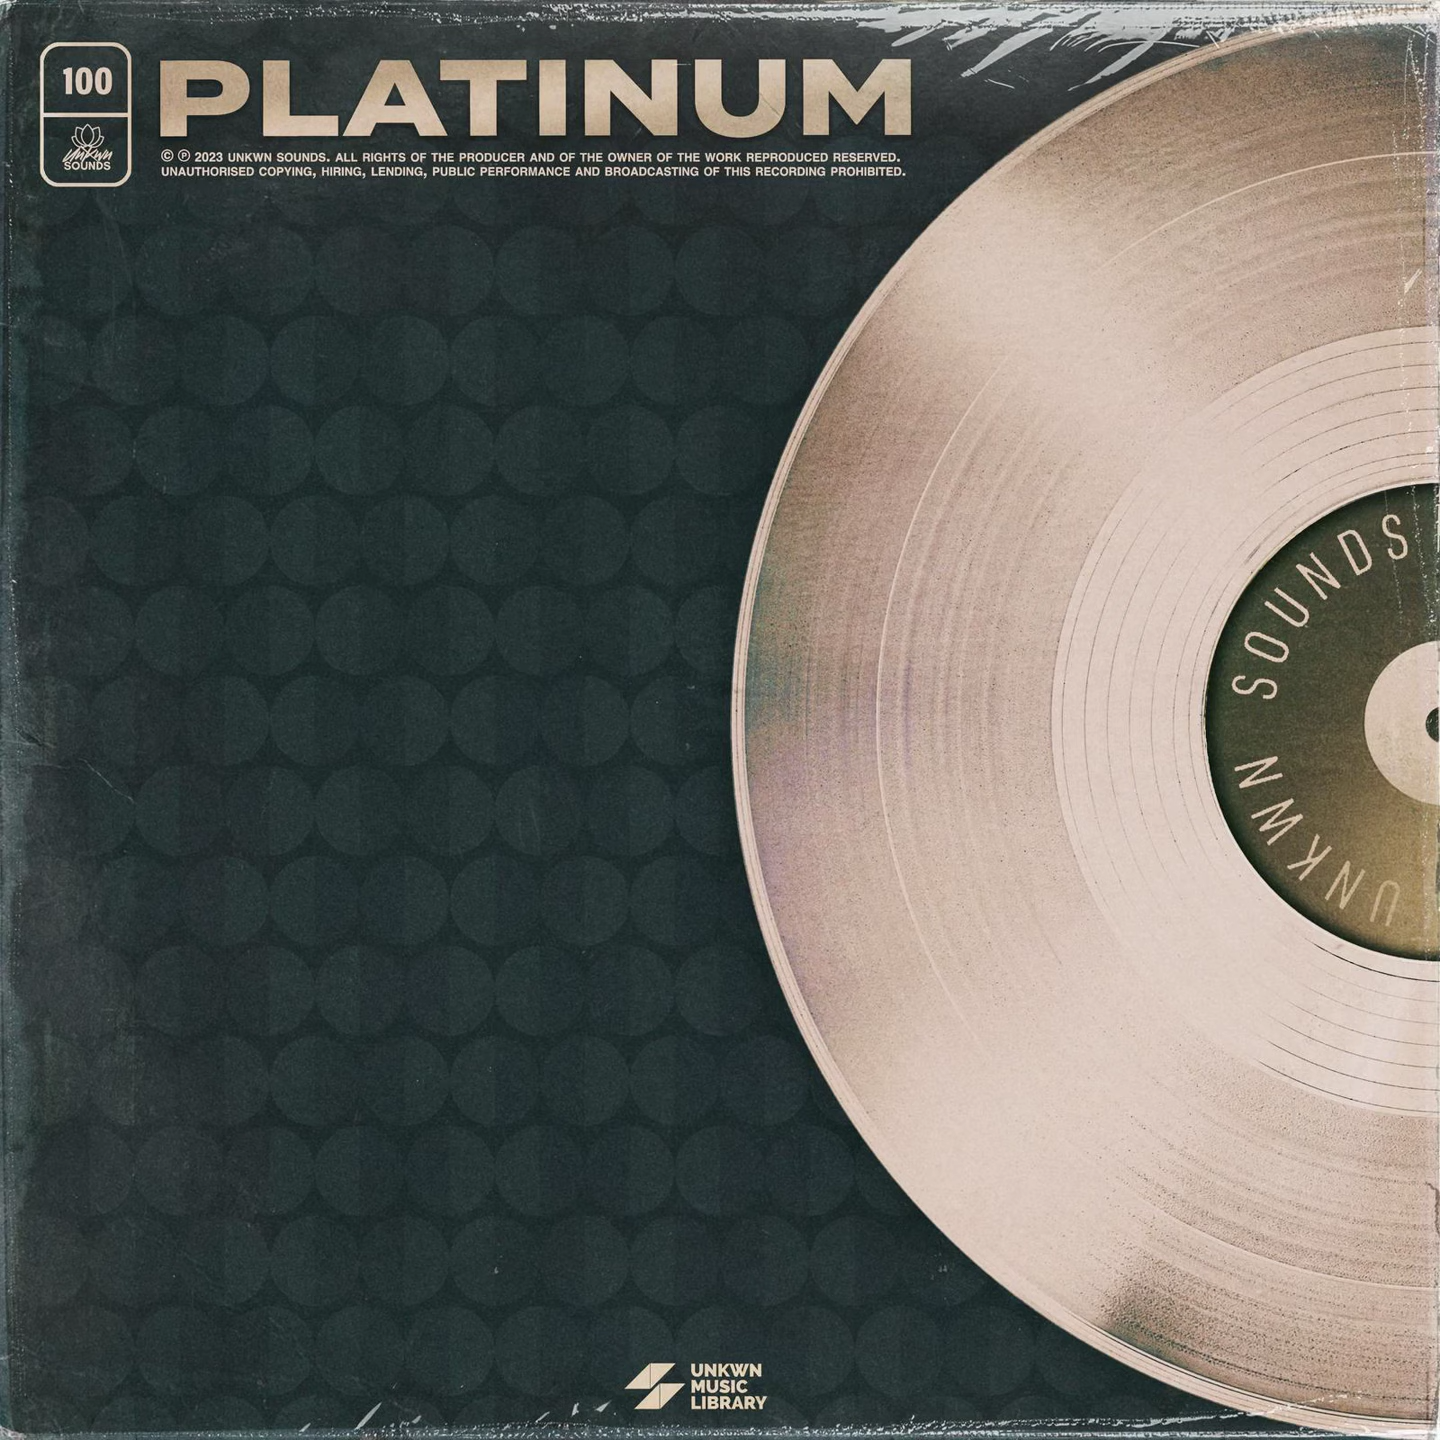 100
Unkwn
SOUNDS
PLATINUM
© ℗ 2023 UNKWN SOUNDS. ALL RIGHTS OF THE PRODUCER AND OF THE OWNER OF THE WORK REPRODUCED RESERVED.
UNAUTHORISED COPYING, HIRING, LENDING, PUBLIC PERFORMANCE AND BROADCASTING OF THIS RECORDING PROHIBITED.
UNKWN SOUNDS
UNKWN
MUSIC
LIBRARY